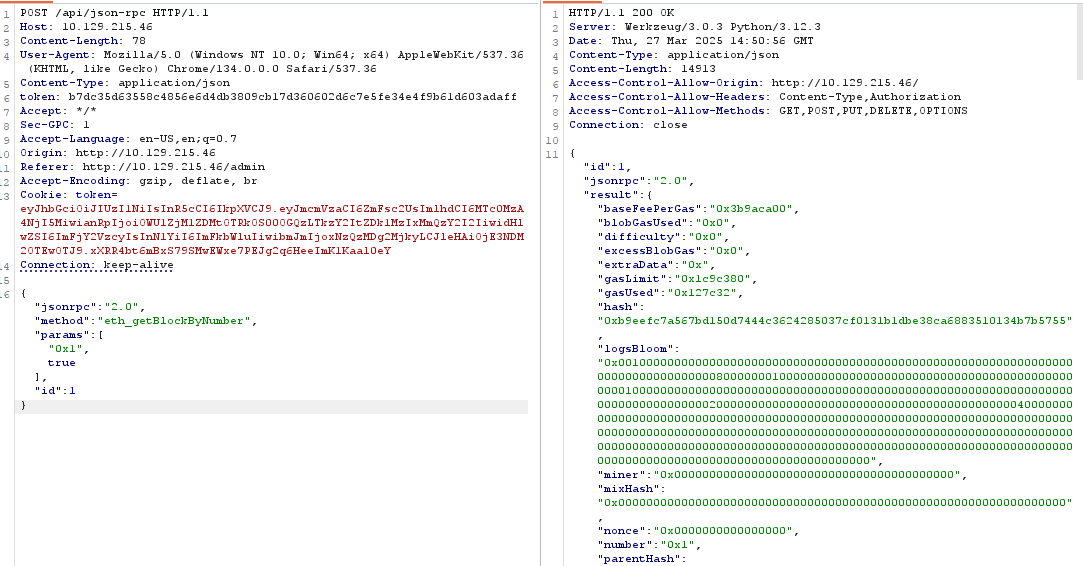 1 POST /api/json-rpc HTTP/1.1
2 Host: 10.129.215.46
3 Content-Length: 78
4 User-Agent: Mozilla/5.0 (Windows NT 10.0; Win64; x64) AppleWebKit/537.36
(KHTML, like Gecko) Chrome/134.0.0.0 Safari/537.36
5 Content-Type: application/json
6 token: b7dc35d63558c4856e6d4db3809cb17d360602d6c7e5fe34e4f9b61d603adaff
7 Accept: */*
8 Sec-GPC: 1
9 Accept-Language: en-US,en;q=0.7
10 Origin: http://10.129.215.46
11 Referer: http://10.129.215.46/admin
12 Accept-Encoding: gzip, deflate, br
13 Cookie: token=
eyJhbGciOiJIUzI1NiIsInR5cCI6IkpXVCJ9.eyJmcmVzaCI6ZmFsc2UsImlhdCI6MTc0MzA
4NjI5MiwianRpIjoiOWU1ZjM1ZDMtOTRkOS00OGQzLTkzY2ItZDk1MzIxMmQzY2I2IiwidHl
wZSI6ImFjY2VzcyIsInN1YiI6ImFkbWluIiwibmJmIjoxNzQzMDg2MjkyLCJleHAiOjE3NDM
14 Connection: keep-alive
15
16 {
"jsonrpc":"2.0",
"method":"eth_getBlockByNumber",
"params":[
"0x1",
true
],
"id":1
}
1 HTTP/1.1 200 OK
2 Server: Werkzeug/3.0.3 Python/3.12.3
3 Date: Thu, 27 Mar 2025 14:50:56 GMT
4 Content-Type: application/json
5 Content-Length: 14913
6 Access-Control-Allow-Origin: http://10.129.215.46/
7 Access-Control-Allow-Headers: Content-Type,Authorization
8 Access-Control-Allow-Methods: GET,POST,PUT,DELETE,OPTIONS
9 Connection: close
10
11 {
"id":1,
"jsonrpc":"2.0",
"result":{
"baseFeePerGas":"0x3b9aca00",
"blobGasUsed":"0x0",
"difficulty":"0x0",
"excessBlobGas":"0x0",
"extraData":"0x",
"gasLimit":"0x1c9c380",
"gasUsed":"0x127c32",
"hash":
"0xb9eefc7a567bd150d7444c3624285037cf0131b1dbe38ca6883510134b7b5755"
,
"logsBloom":
"miner":"0x0000000000000000000000000000000000000000",
"mixHash":
"0x0000000000000000000000000000000000000000000000000000000000000000"
,
"nonce":"0x0000000000000000",
"number":"0x1",
"parentHash":